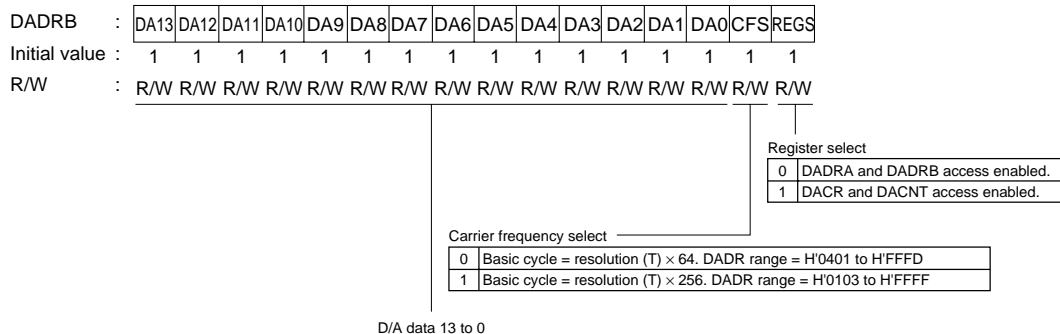 DADRB : DA13 DA12 DA11 DA10 DA9 DA8 DA7 DA6 DA5 DA4 DA3 DA2 DA1 DA0 CFS REGS
Initial value : 1 1 1 1 1 1 1 1 1 1 1 1 1 1 1 1
R/W : R/W R/W R/W R/W R/W R/W R/W R/W R/W R/W R/W R/W R/W R/W R/W R/W
Register select
0 DADRA and DADRB access enabled.
1 DACR and DACNT access enabled.
Carrier frequency select
0 Basic cycle = resolution (T) × 64. DADR range = H'0401 to H'FFFD
1 Basic cycle = resolution (T) × 256. DADR range = H'0103 to H'FFFF
D/A data 13 to 0